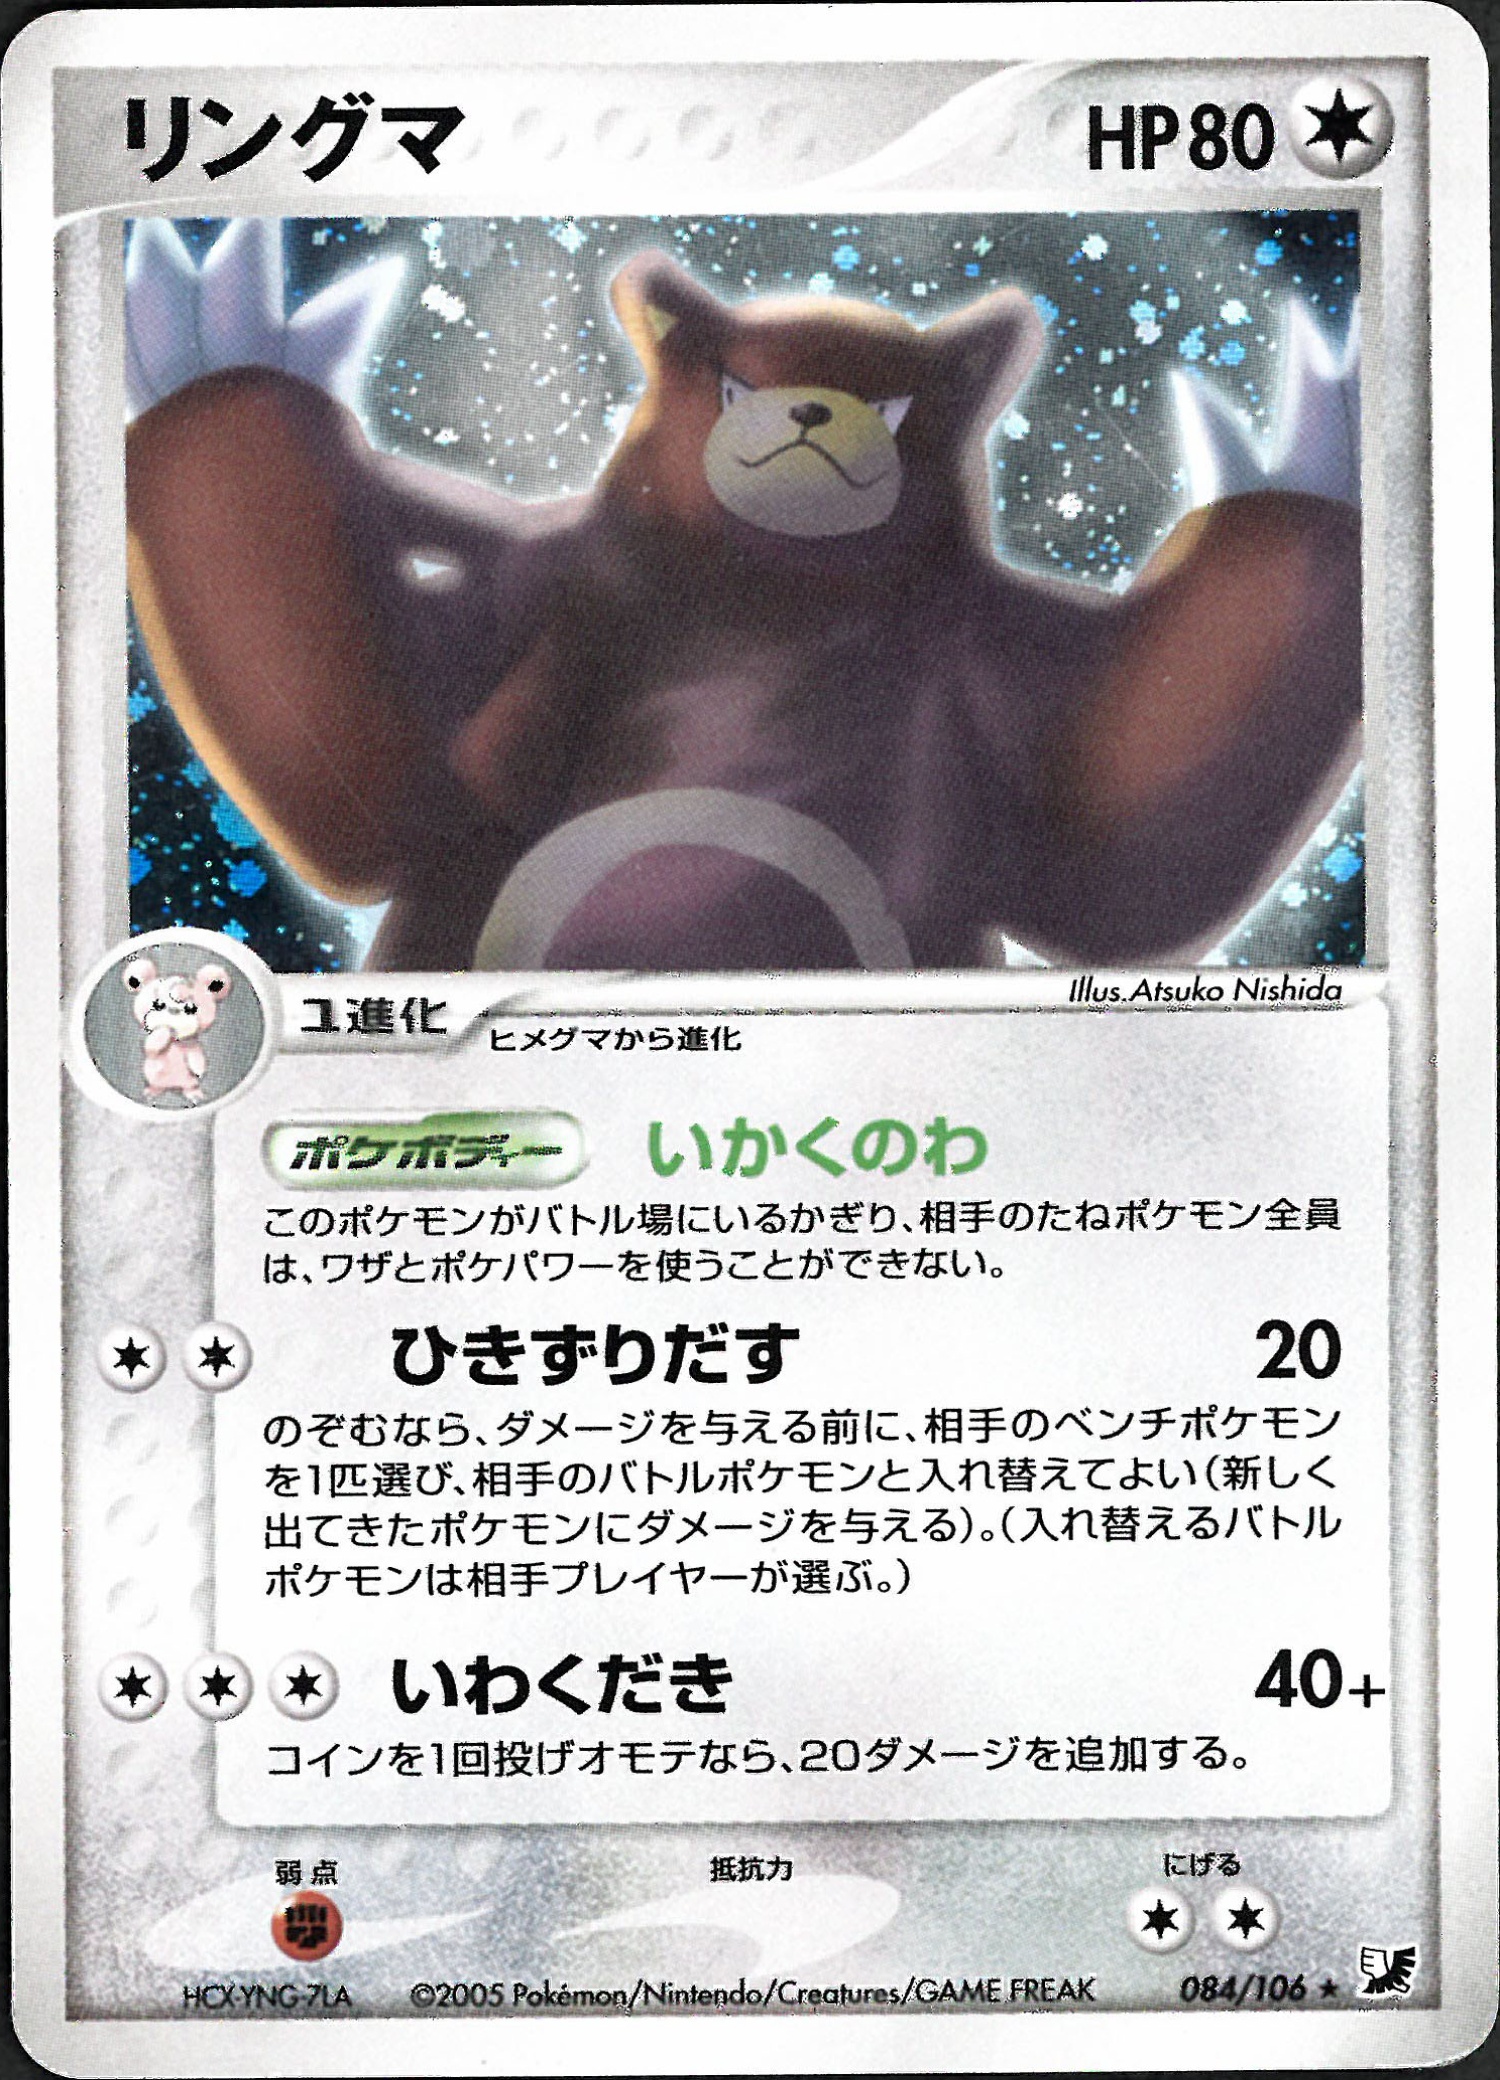 リングマ HP80
Illus. Atsuko Nishida
1進化
ヒメグマから進化
ポケボディー いかくのわ
このポケモンがバトル場にいるかぎり、相手のたねポケモン全員
は、ワザとポケパワーを使うことができない。
ひきずりだす 20
のぞむなら、ダメージを与える前に、相手のベンチポケモン
を1匹選び、相手のバトルポケモンと入れ替えてよい(新しく
出てきたポケモンにダメージを与える)。(入れ替えるバトル
ポケモンは相手プレイヤーが選ぶ。)
いわくだき 40+
コインを1回投げオモテなら、20ダメージを追加する。
弱点 抵抗力 にげる
HCX-YNG-7LA ©2005 Pokémon/Nintendo/Creatures/GAME FREAK 084/106 ★